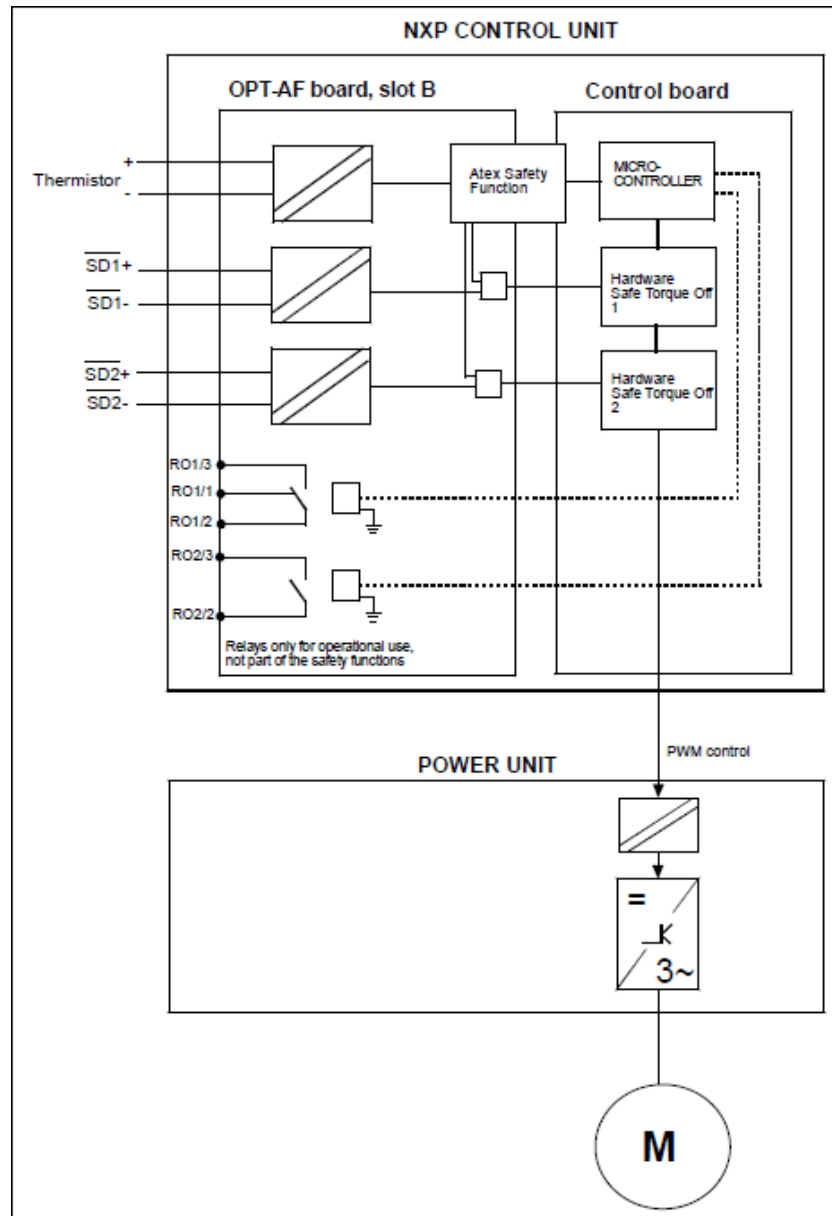 NXP CONTROL UNIT
OPT-AF board, slot B
Control board
Thermistor
+
-
Atex Safety
Function
MICRO-
CONTROLLER
SD1+
SD1-
Hardware
Safe Torque Off
1
SD2+
SD2-
Hardware
Safe Torque Off
2
RO1/3
RO1/1
RO1/2
RO2/3
RO2/2
Relays only for operational use,
not part of the safety functions
PWM control
POWER UNIT
=
3~
M